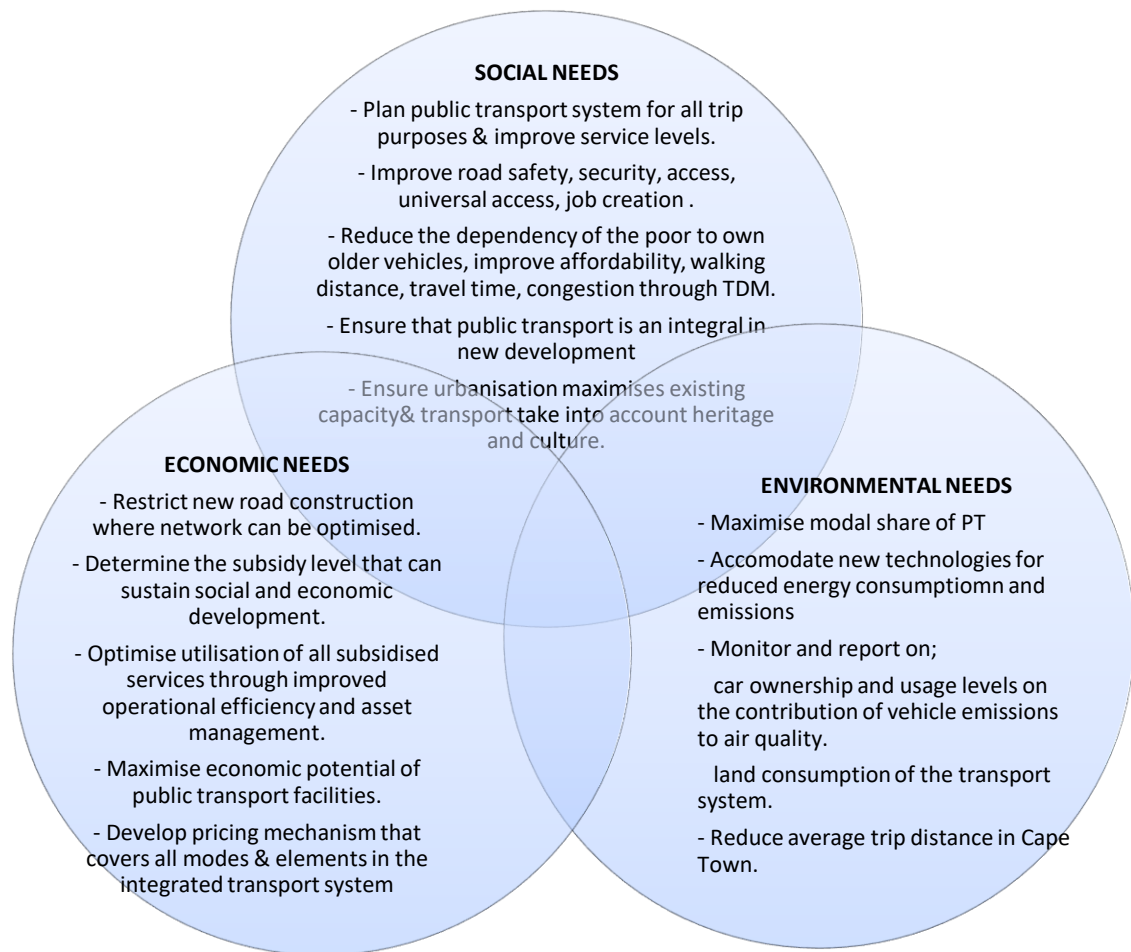 SOCIAL NEEDS
- Plan public transport system for all trip
purposes & improve service levels.
- Improve road safety, security, access,
universal access, job creation .
- Reduce the dependency of the poor to own
older vehicles, improve affordability, walking
distance, travel time, congestion through TDM.
- Ensure that public transport is an integral in
new development
- Ensure urbanisation maximises existing
capacity& transport take into account heritage
and culture.
ECONOMIC NEEDS
- Restrict new road construction
where network can be optimised.
- Determine the subsidy level that can
sustain social and economic
development.
- Optimise utilisation of all subsidised
services through improved
operational efficiency and asset
management.
- Maximise economic potential of
public transport facilities.
- Develop pricing mechanism that
covers all modes & elements in the
integrated transport system
ENVIRONMENTAL NEEDS
- Maximise modal share of PT
- Accomodate new technologies for
reduced energy consumptiomn and
emissions
- Monitor and report on;
car ownership and usage levels on
the contribution of vehicle emissions
to air quality.
land consumption of the transport
system.
- Reduce average trip distance in Cape
Town.